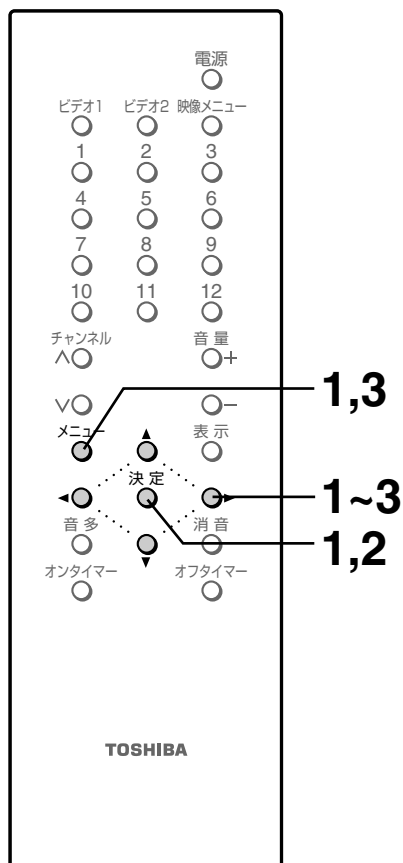 電源
ビデオ1 ビデオ2 映像メニュー
1 2 3
4 5 6
7 8 9
10 11 12
チャンネル 音量
∧ +
∨ −
1,3
メニュー ▲ 表示
◀ 決定 ▶
1~3
音多 消音
1,2
▼
オンタイマー オフタイマー
TOSHIBA